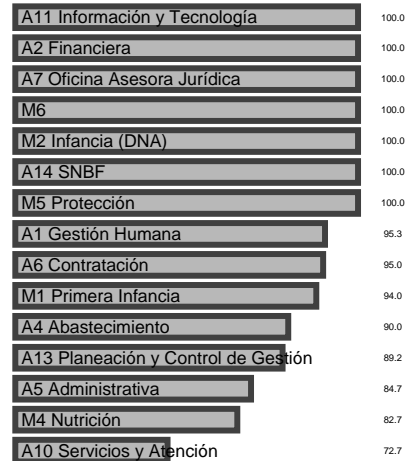 A11 Información y Tecnología 100.0
A2 Financiera 100.0
A7 Oficina Asesora Jurídica 100.0
M6 100.0
M2 Infancia (DNA) 100.0
A14 SNBF 100.0
M5 Protección 100.0
A1 Gestión Humana 95.3
A6 Contratación 95.0
M1 Primera Infancia 94.0
A4 Abastecimiento 90.0
A13 Planeación y Control de Gestión 89.2
A5 Administrativa 84.7
M4 Nutrición 82.7
A10 Servicios y Atención 72.7